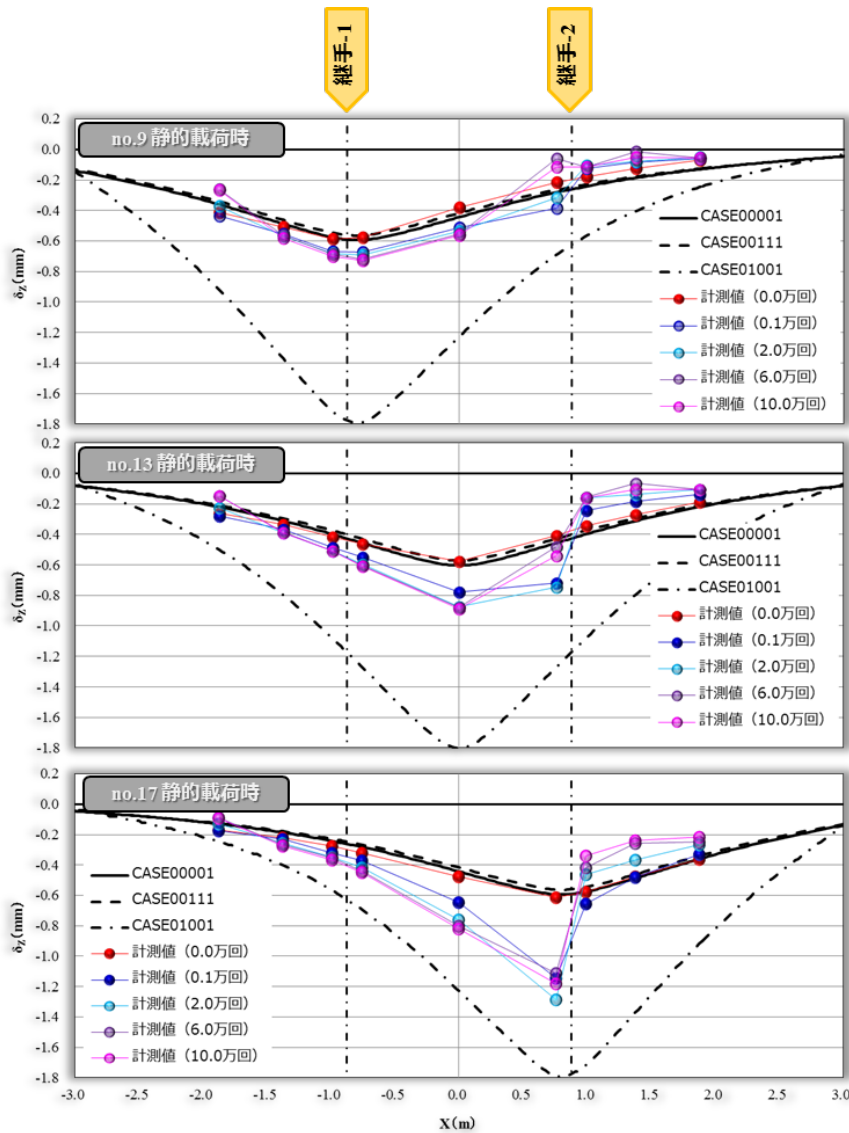 継手-1
継手-2
0.2
0.0
-0.2
-0.4
-0.6
-0.8
-1.0
-1.2
-1.4
-1.6
-1.8
δZ(mm)
no.9 静的載荷時
CASE00001
CASE00111
CASE01001
計測値（0.0万回）
計測値（0.1万回）
計測値（2.0万回）
計測値（6.0万回）
計測値（10.0万回）
0.2
0.0
-0.2
-0.4
-0.6
-0.8
-1.0
-1.2
-1.4
-1.6
-1.8
δZ(mm)
no.13 静的載荷時
CASE00001
CASE00111
CASE01001
計測値（0.0万回）
計測値（0.1万回）
計測値（2.0万回）
計測値（6.0万回）
計測値（10.0万回）
0.2
0.0
-0.2
-0.4
-0.6
-0.8
-1.0
-1.2
-1.4
-1.6
-1.8
δZ(mm)
no.17 静的載荷時
CASE00001
CASE00111
CASE01001
計測値（0.0万回）
計測値（0.1万回）
計測値（2.0万回）
計測値（6.0万回）
計測値（10.0万回）
-3.0 -2.5 -2.0 -1.5 -1.0 -0.5 0.0 0.5 1.0 1.5 2.0 2.5 3.0
X(m)